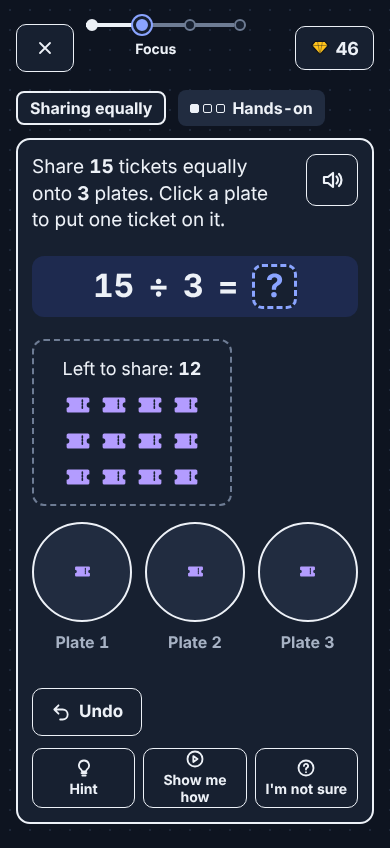 Focus
46
Sharing equally
Hands-on
Share 15 tickets equally
onto 3 plates. Click a plate
to put one ticket on it.
15 ÷ 3 = ?
Left to share: 12
Plate 1
Plate 2
Plate 3
Undo
Hint
Show me
how
I'm not sure